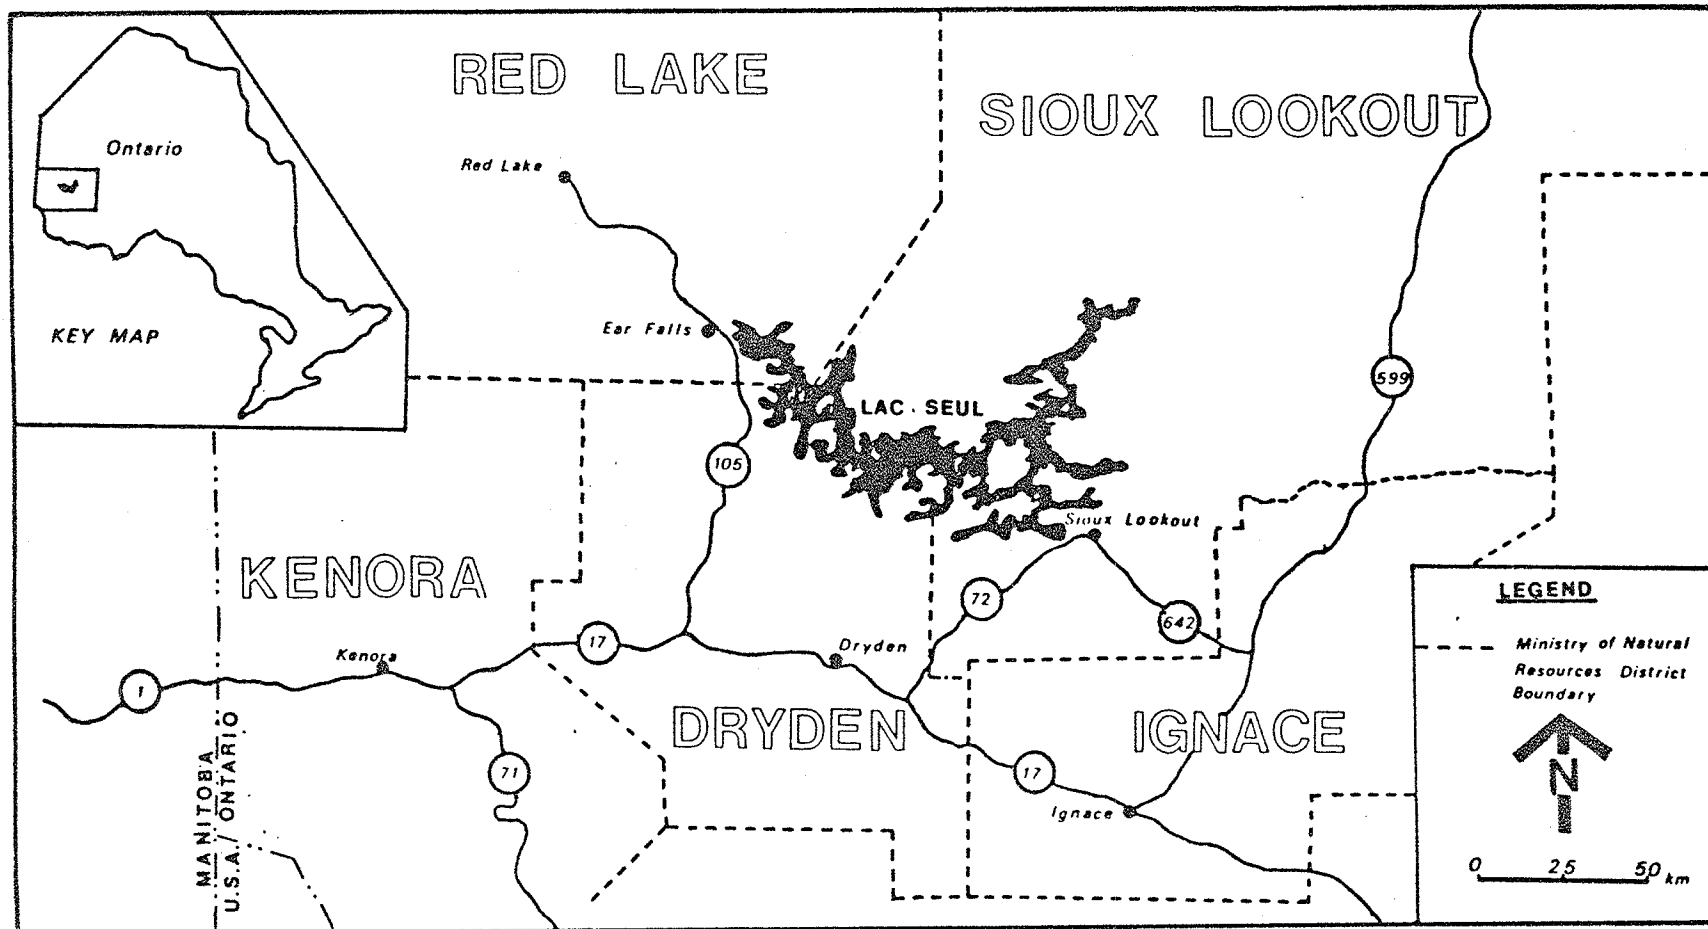 RED LAKE
SIOUX LOOKOUT
Ontario
Red Lake
KEY MAP
Ear Falls
599
LAC SEUL
105
Sioux Lookout
KENORA
LEGEND
72
642
17
Ministry of Natural
Resources District
Boundary
Kenora
Dryden
1
DRYDEN
IGNACE
71
17
N
MANITOBA
U.S.A./ONTARIO
Ignace
0 25 50 km